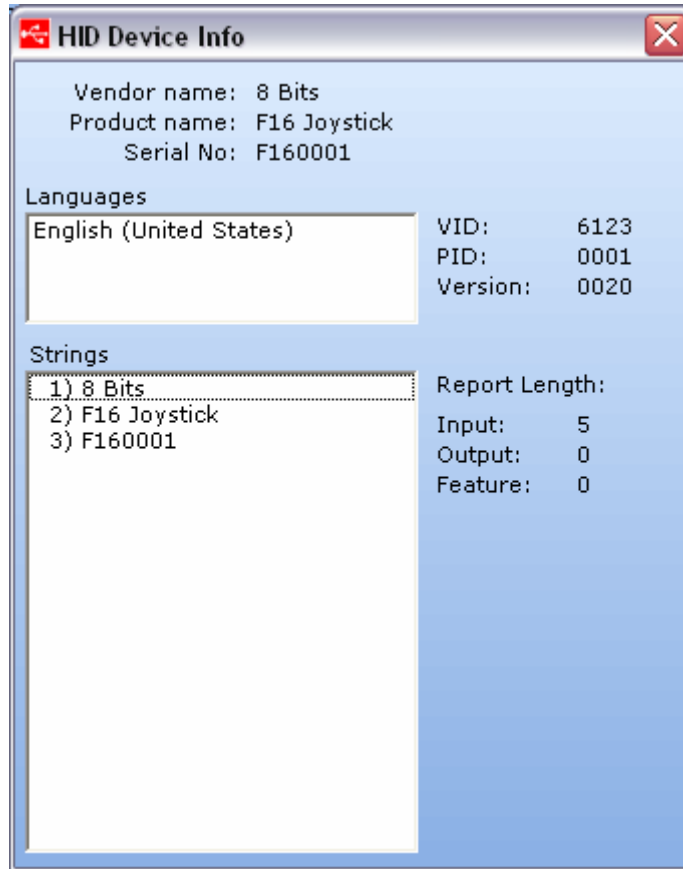 HID Device Info
Vendor name: 8 Bits
Product name: F16 Joystick
Serial No: F160001
Languages
English (United States)
VID: 6123
PID: 0001
Version: 0020
Strings
1) 8 Bits
2) F16 Joystick
3) F160001
Report Length:
Input: 5
Output: 0
Feature: 0